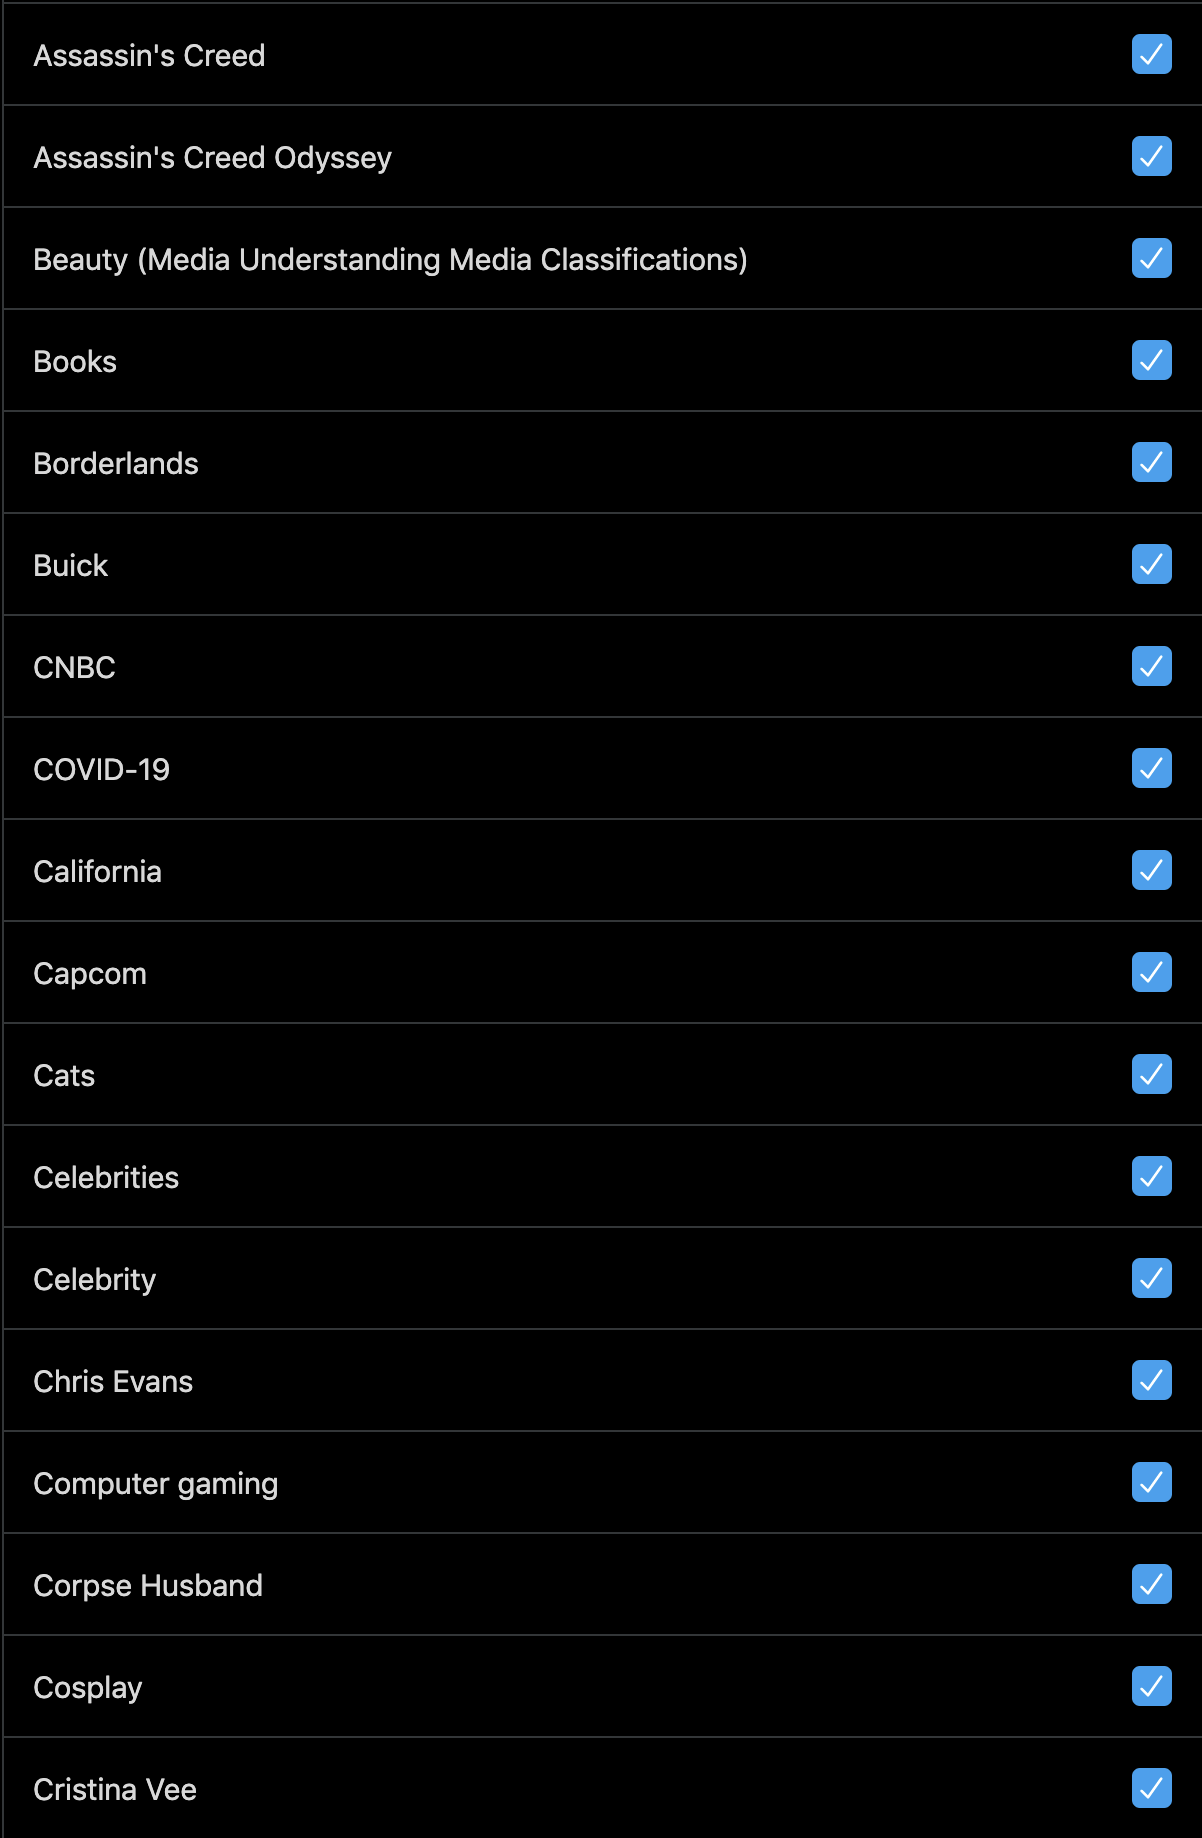 Assassin's Creed
Assassin's Creed Odyssey
Beauty (Media Understanding Media Classifications)
Books
Borderlands
Buick
CNBC
COVID-19
California
Capcom
Cats
Celebrities
Celebrity
Chris Evans
Computer gaming
Corpse Husband
Cosplay
Cristina Vee